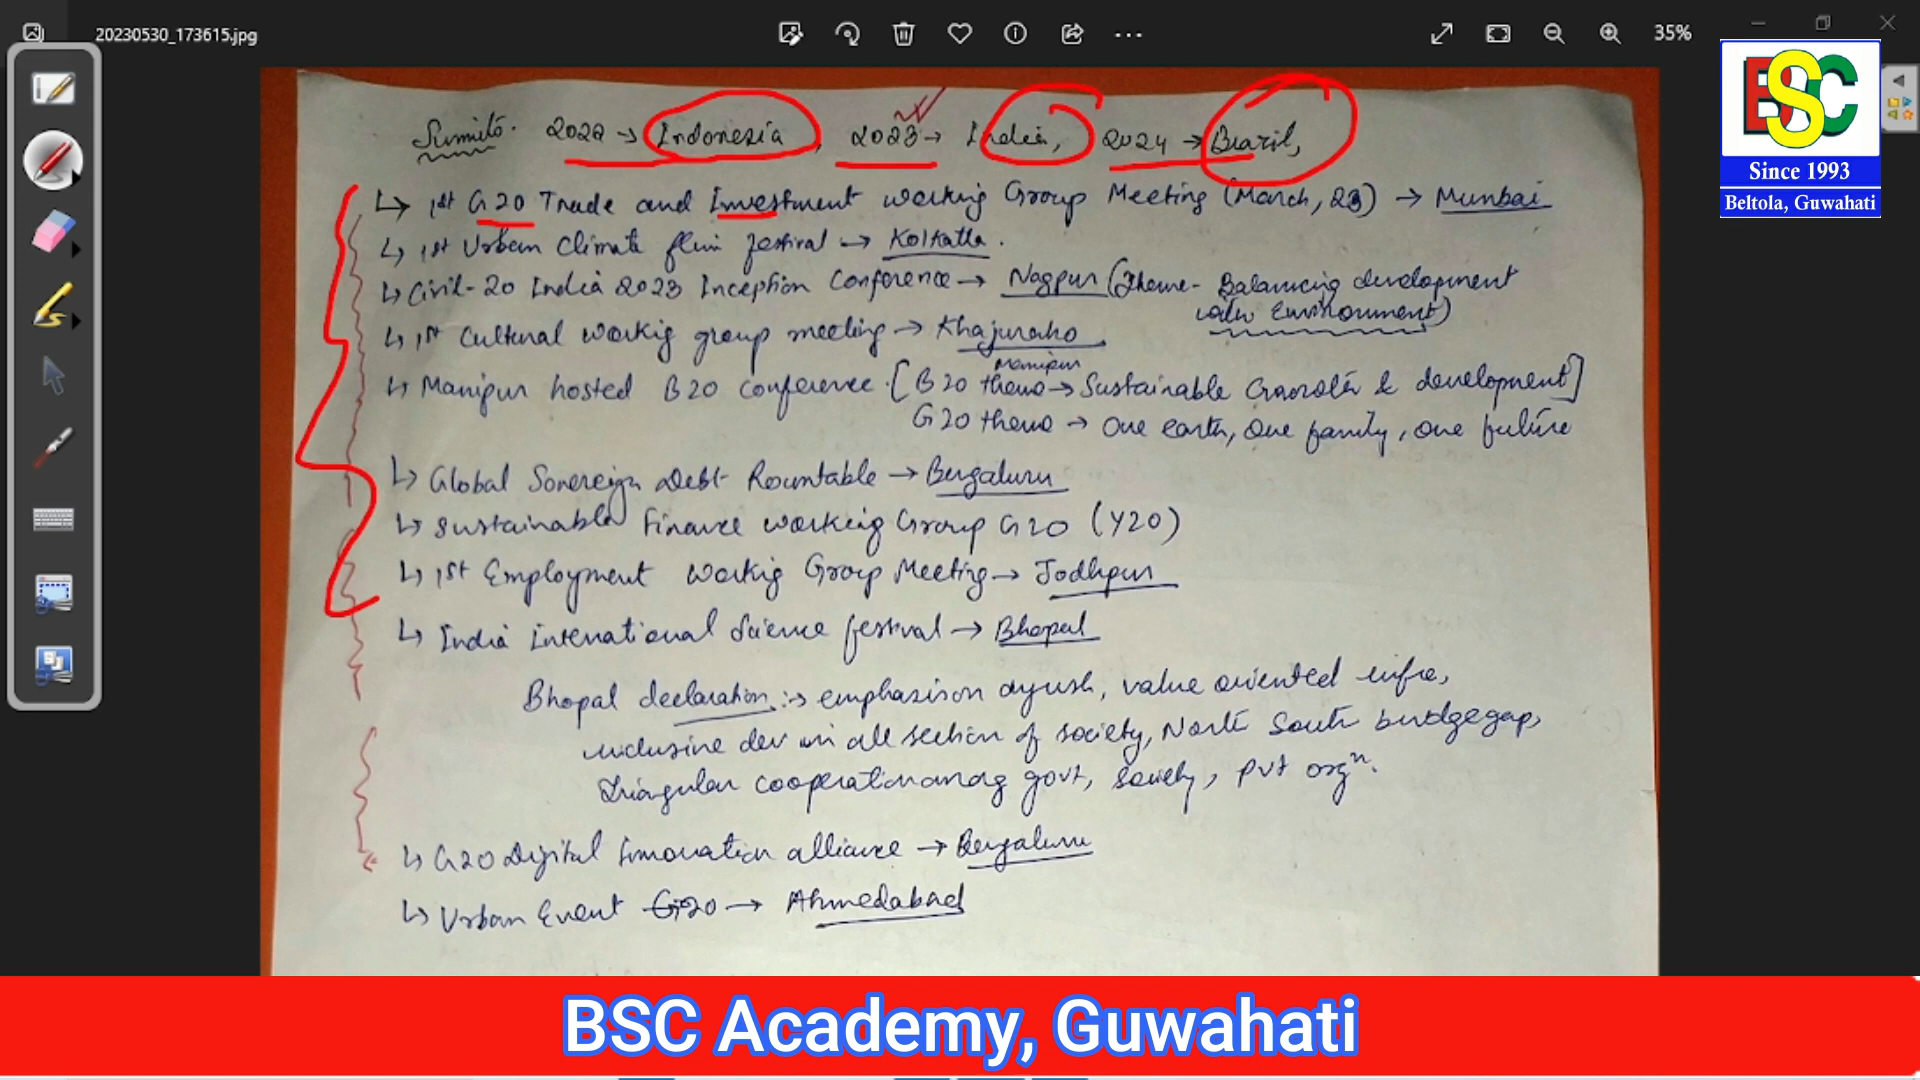 20230530_173615.jpg
35%
BSC
Since 1993
Beltola, Guwahati
Summits. 2022 → Indonesia, 2023 → India, 2024 → Brazil,
↳ 1st G20 Trade and Investment working Group Meeting (March, 23) → Mumbai
↳ 1st Urban Climate film festival → Kolkatta.
↳ Civil-20 India 2023 Inception Conference → Nagpur (Theme- Balancing development
with Environment)
↳ 1st Cultural working group meeting → Khajuraho
Manipur
↳ Manipur hosted B20 conference. [B20 theme → Sustainable Growth & development]
G20 theme → One earth, One family, one future
↳ Global Sovereign Debt Rountable → Bengaluru
↳ Sustainable Finance working Group G20 (Y20)
↳ 1st Employment Workig Group Meeting → Jodhpur
↳ India International Science festival → Bhopal
Bhopal declaration :→ emphasis on ayush, value oriented infra,
inclusive dev in all section of society, North South bridge gap,
Triangular cooperation among govt, society, pvt orgⁿ.
↳ G20 Digital Innovation alliance → Bengaluru
↳ Urban Event G20 → Ahmedabad
BSC Academy, Guwahati